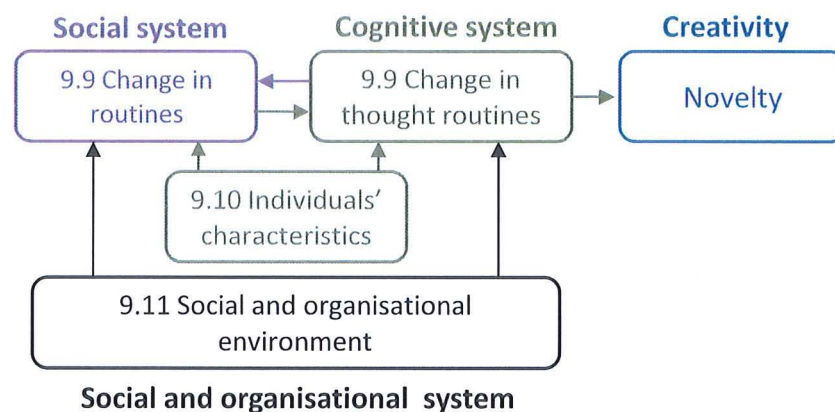 Social system
Cognitive system
Creativity
9.9 Change in
routines
9.9 Change in
thought routines
Novelty
9.10 Individuals'
characteristics
9.11 Social and organisational
environment
Social and organisational system